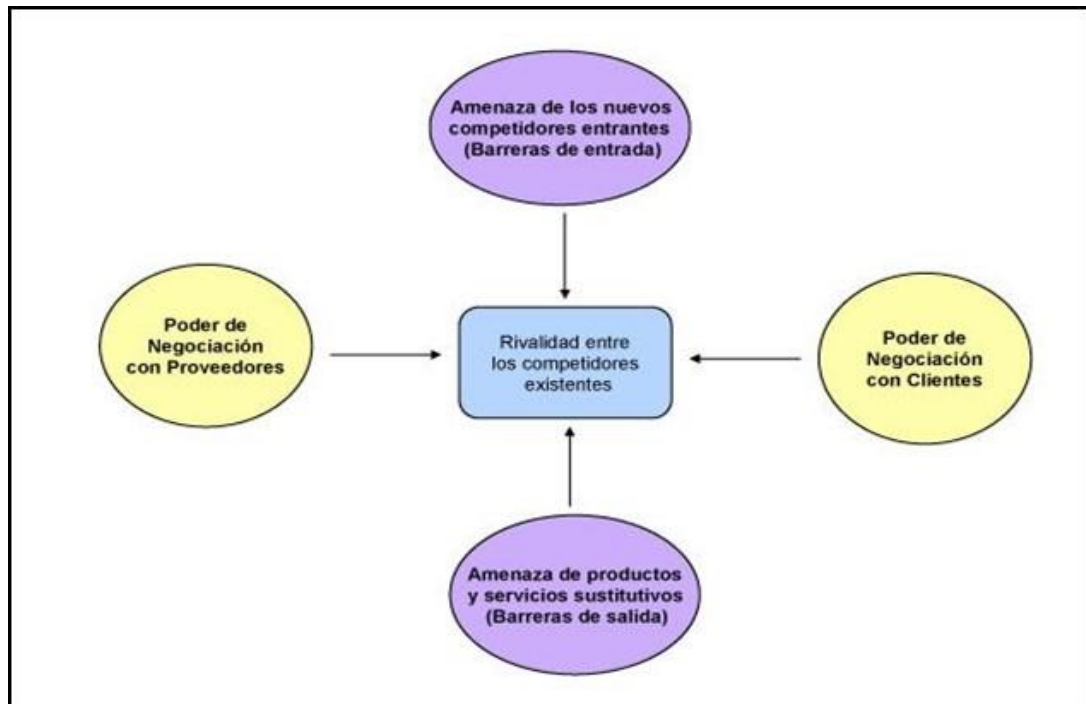 Amenaza de los nuevos
competidores entrantes
(Barreras de entrada)
Poder de
Negociación
con Proveedores
Rivalidad entre
los competidores
existentes
Poder de
Negociación
con Clientes
Amenaza de productos
y servicios sustitutivos
(Barreras de salida)